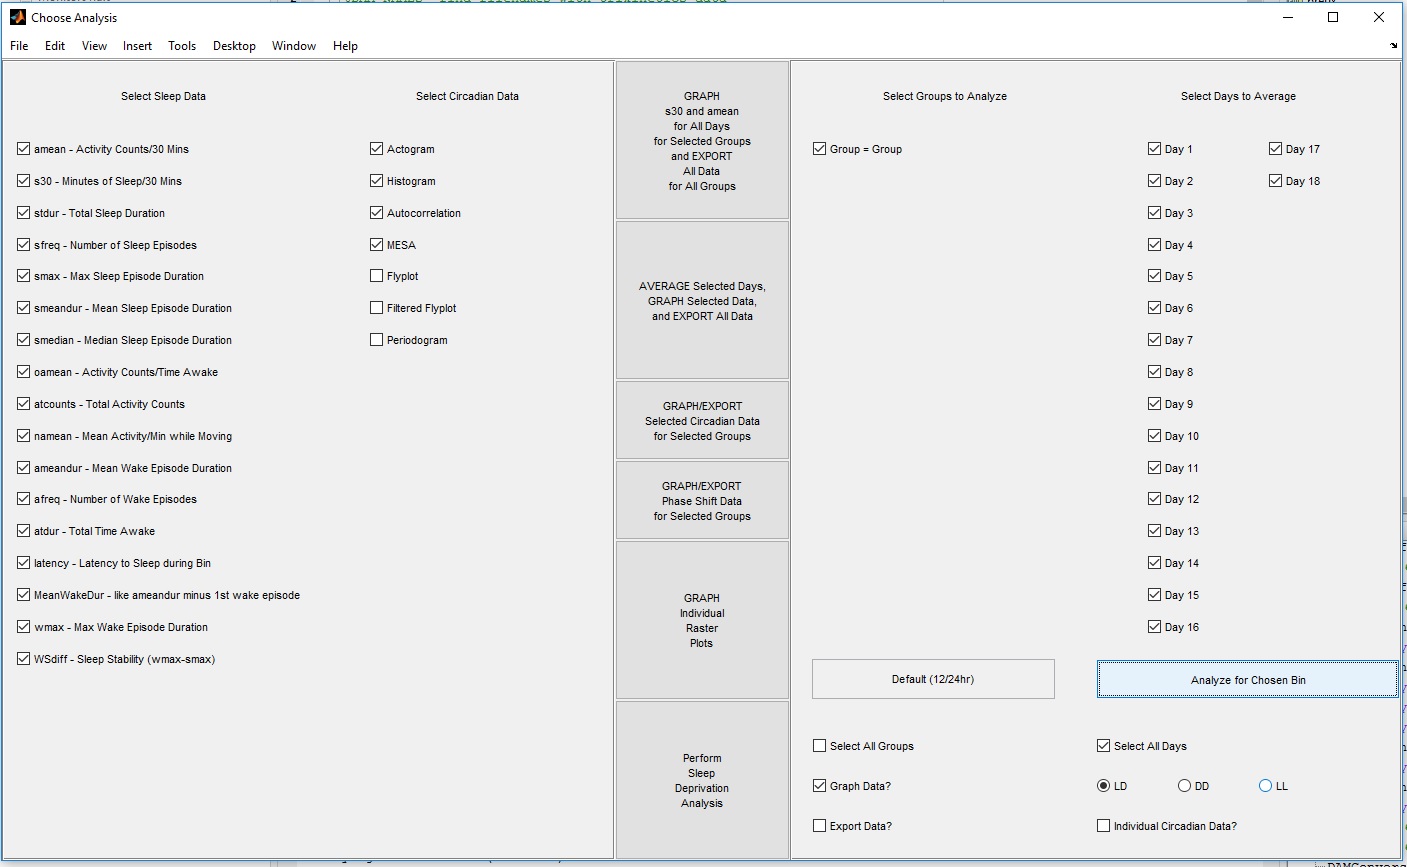 Choose Analysis
File Edit View Insert Tools Desktop Window Help
Select Sleep Data
amean - Activity Counts/30 Mins
s30 - Minutes of Sleep/30 Mins
stdur - Total Sleep Duration
sfreq - Number of Sleep Episodes
smax - Max Sleep Episode Duration
smeandur - Mean Sleep Episode Duration
smedian - Median Sleep Episode Duration
oamean - Activity Counts/Time Awake
atcounts - Total Activity Counts
namean - Mean Activity/Min while Moving
ameandur - Mean Wake Episode Duration
afreq - Number of Wake Episodes
atdur - Total Time Awake
latency - Latency to Sleep during Bin
MeanWakeDur - like ameandur minus 1st wake episode
wmax - Max Wake Episode Duration
WSdiff - Sleep Stability (wmax-smax)
Select Circadian Data
Actogram
Histogram
Autocorrelation
MESA
Flyplot
Filtered Flyplot
Periodogram
GRAPH
s30 and amean
for All Days
for Selected Groups
and EXPORT
All Data
for All Groups
AVERAGE Selected Days,
GRAPH Selected Data,
and EXPORT All Data
GRAPH/EXPORT
Selected Circadian Data
for Selected Groups
GRAPH/EXPORT
Phase Shift Data
for Selected Groups
GRAPH
Individual
Raster
Plots
Perform
Sleep
Deprivation
Analysis
Select Groups to Analyze
Group = Group
Select Days to Average
Day 1
Day 2
Day 3
Day 4
Day 5
Day 6
Day 7
Day 8
Day 9
Day 10
Day 11
Day 12
Day 13
Day 14
Day 15
Day 16
Day 17
Day 18
Default (12/24hr)
Analyze for Chosen Bin
Select All Groups
Select All Days
Graph Data?
LD DD LL
Export Data?
Individual Circadian Data?